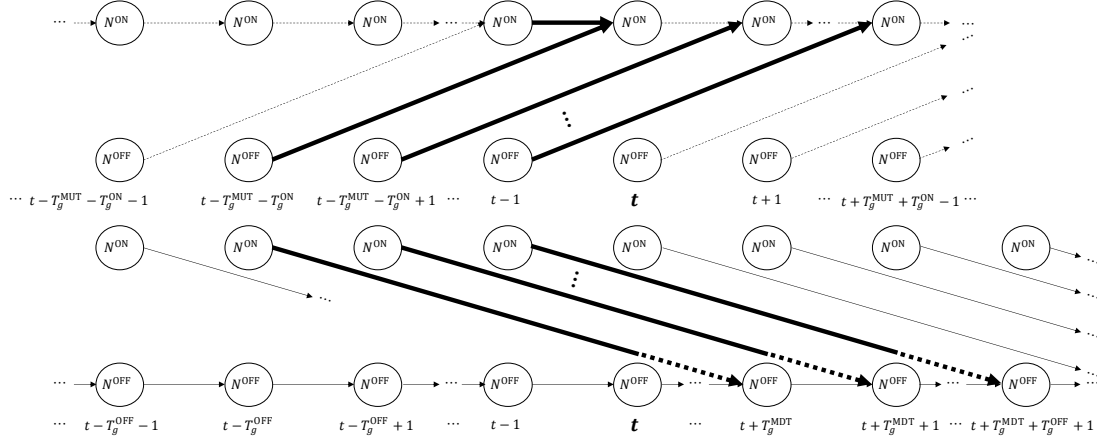 ⋯ N^ON N^ON N^ON ⋯ N^ON N^ON N^ON ⋯ N^ON ⋯
⋯
⋯
⋮
N^OFF N^OFF N^OFF N^OFF N^OFF N^OFF N^OFF ⋯
⋯ t − T_g^MUT − T_g^ON − 1 t − T_g^MUT − T_g^ON t − T_g^MUT − T_g^ON + 1 ⋯ t − 1 t t + 1 ⋯ t + T_g^MUT + T_g^ON − 1 ⋯
N^ON N^ON N^ON N^ON N^ON N^ON N^ON N^ON ⋯
⋮
⋯ ⋯
⋯
⋯
⋯ N^OFF N^OFF N^OFF ⋯ N^OFF N^OFF ⋯ N^OFF N^OFF ⋯ N^OFF ⋯
⋯ t − T_g^OFF − 1 t − T_g^OFF t − T_g^OFF + 1 ⋯ t − 1 t ⋯ t + T_g^MDT t + T_g^MDT + 1 ⋯ t + T_g^MDT + T_g^OFF + 1